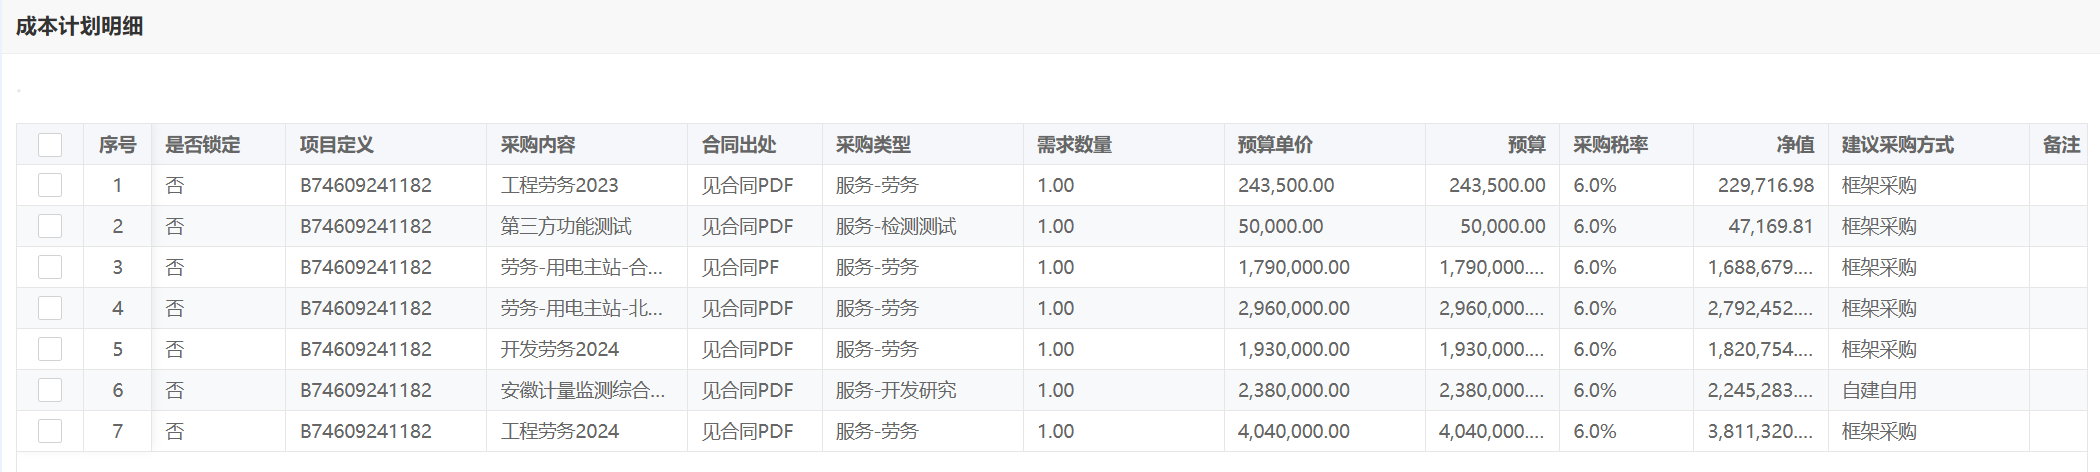 成本计划明细
序号 是否锁定 项目定义 采购内容 合同出处 采购类型 需求数量 预算单价 预算 采购税率 净值 建议采购方式 备注
1 否 B74609241182 工程劳务2023 见合同PDF 服务-劳务 1.00 243,500.00 243,500.00 6.0% 229,716.98 框架采购
2 否 B74609241182 第三方功能测试 见合同PDF 服务-检测测试 1.00 50,000.00 50,000.00 6.0% 47,169.81 框架采购
3 否 B74609241182 劳务-用电主站-合... 见合同PF 服务-劳务 1.00 1,790,000.00 1,790,000.... 6.0% 1,688,679.... 框架采购
4 否 B74609241182 劳务-用电主站-北... 见合同PDF 服务-劳务 1.00 2,960,000.00 2,960,000.... 6.0% 2,792,452.... 框架采购
5 否 B74609241182 开发劳务2024 见合同PDF 服务-劳务 1.00 1,930,000.00 1,930,000.... 6.0% 1,820,754.... 框架采购
6 否 B74609241182 安徽计量监测综合... 见合同PDF 服务-开发研究 1.00 2,380,000.00 2,380,000.... 6.0% 2,245,283.... 自建自用
7 否 B74609241182 工程劳务2024 见合同PDF 服务-劳务 1.00 4,040,000.00 4,040,000.... 6.0% 3,811,320.... 框架采购